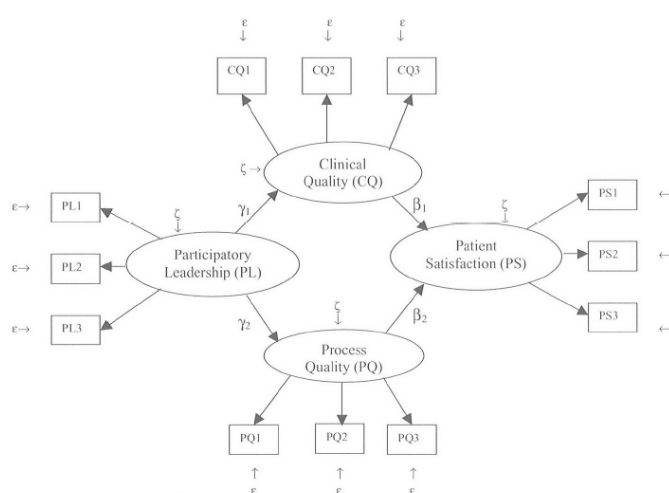 ε ε ε
↓ ↓ ↓
CQ1 CQ2 CQ3
ζ → Clinical
Quality (CQ)
γ₁ β₁
ε→ PL1 ζ
↓
ζ
↓
PS1 ←
Participatory
Leadership (PL)
ε→ PL2
Patient
Satisfaction (PS)
PS2 ←
ε→ PL3
PS3 ←
γ₂ ζ
↓
β₂
Process
Quality (PQ)
PQ1 PQ2 PQ3
↑ ↑ ↑
ε ε ε